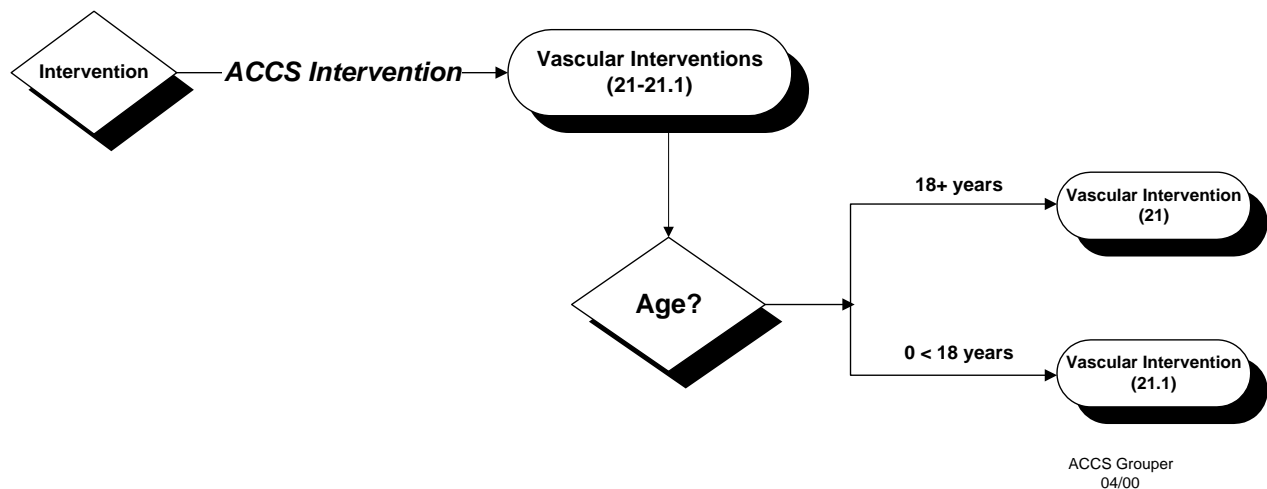 Intervention
ACCS Intervention
Vascular Interventions
(21-21.1)
Age?
18+ years
Vascular Intervention
(21)
0 < 18 years
Vascular Intervention
(21.1)
ACCS Grouper
04/00